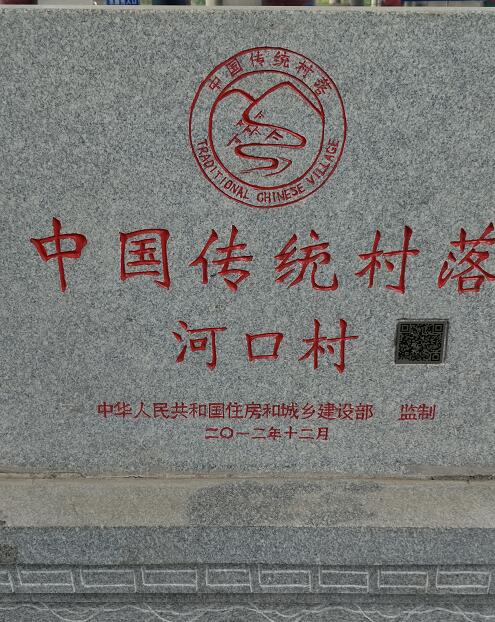 中国传统村落
TRADITIONAL CHINESE VILLAGE
中国传统村落
河口村
中华人民共和国住房和城乡建设部 监制
二〇一二年十二月